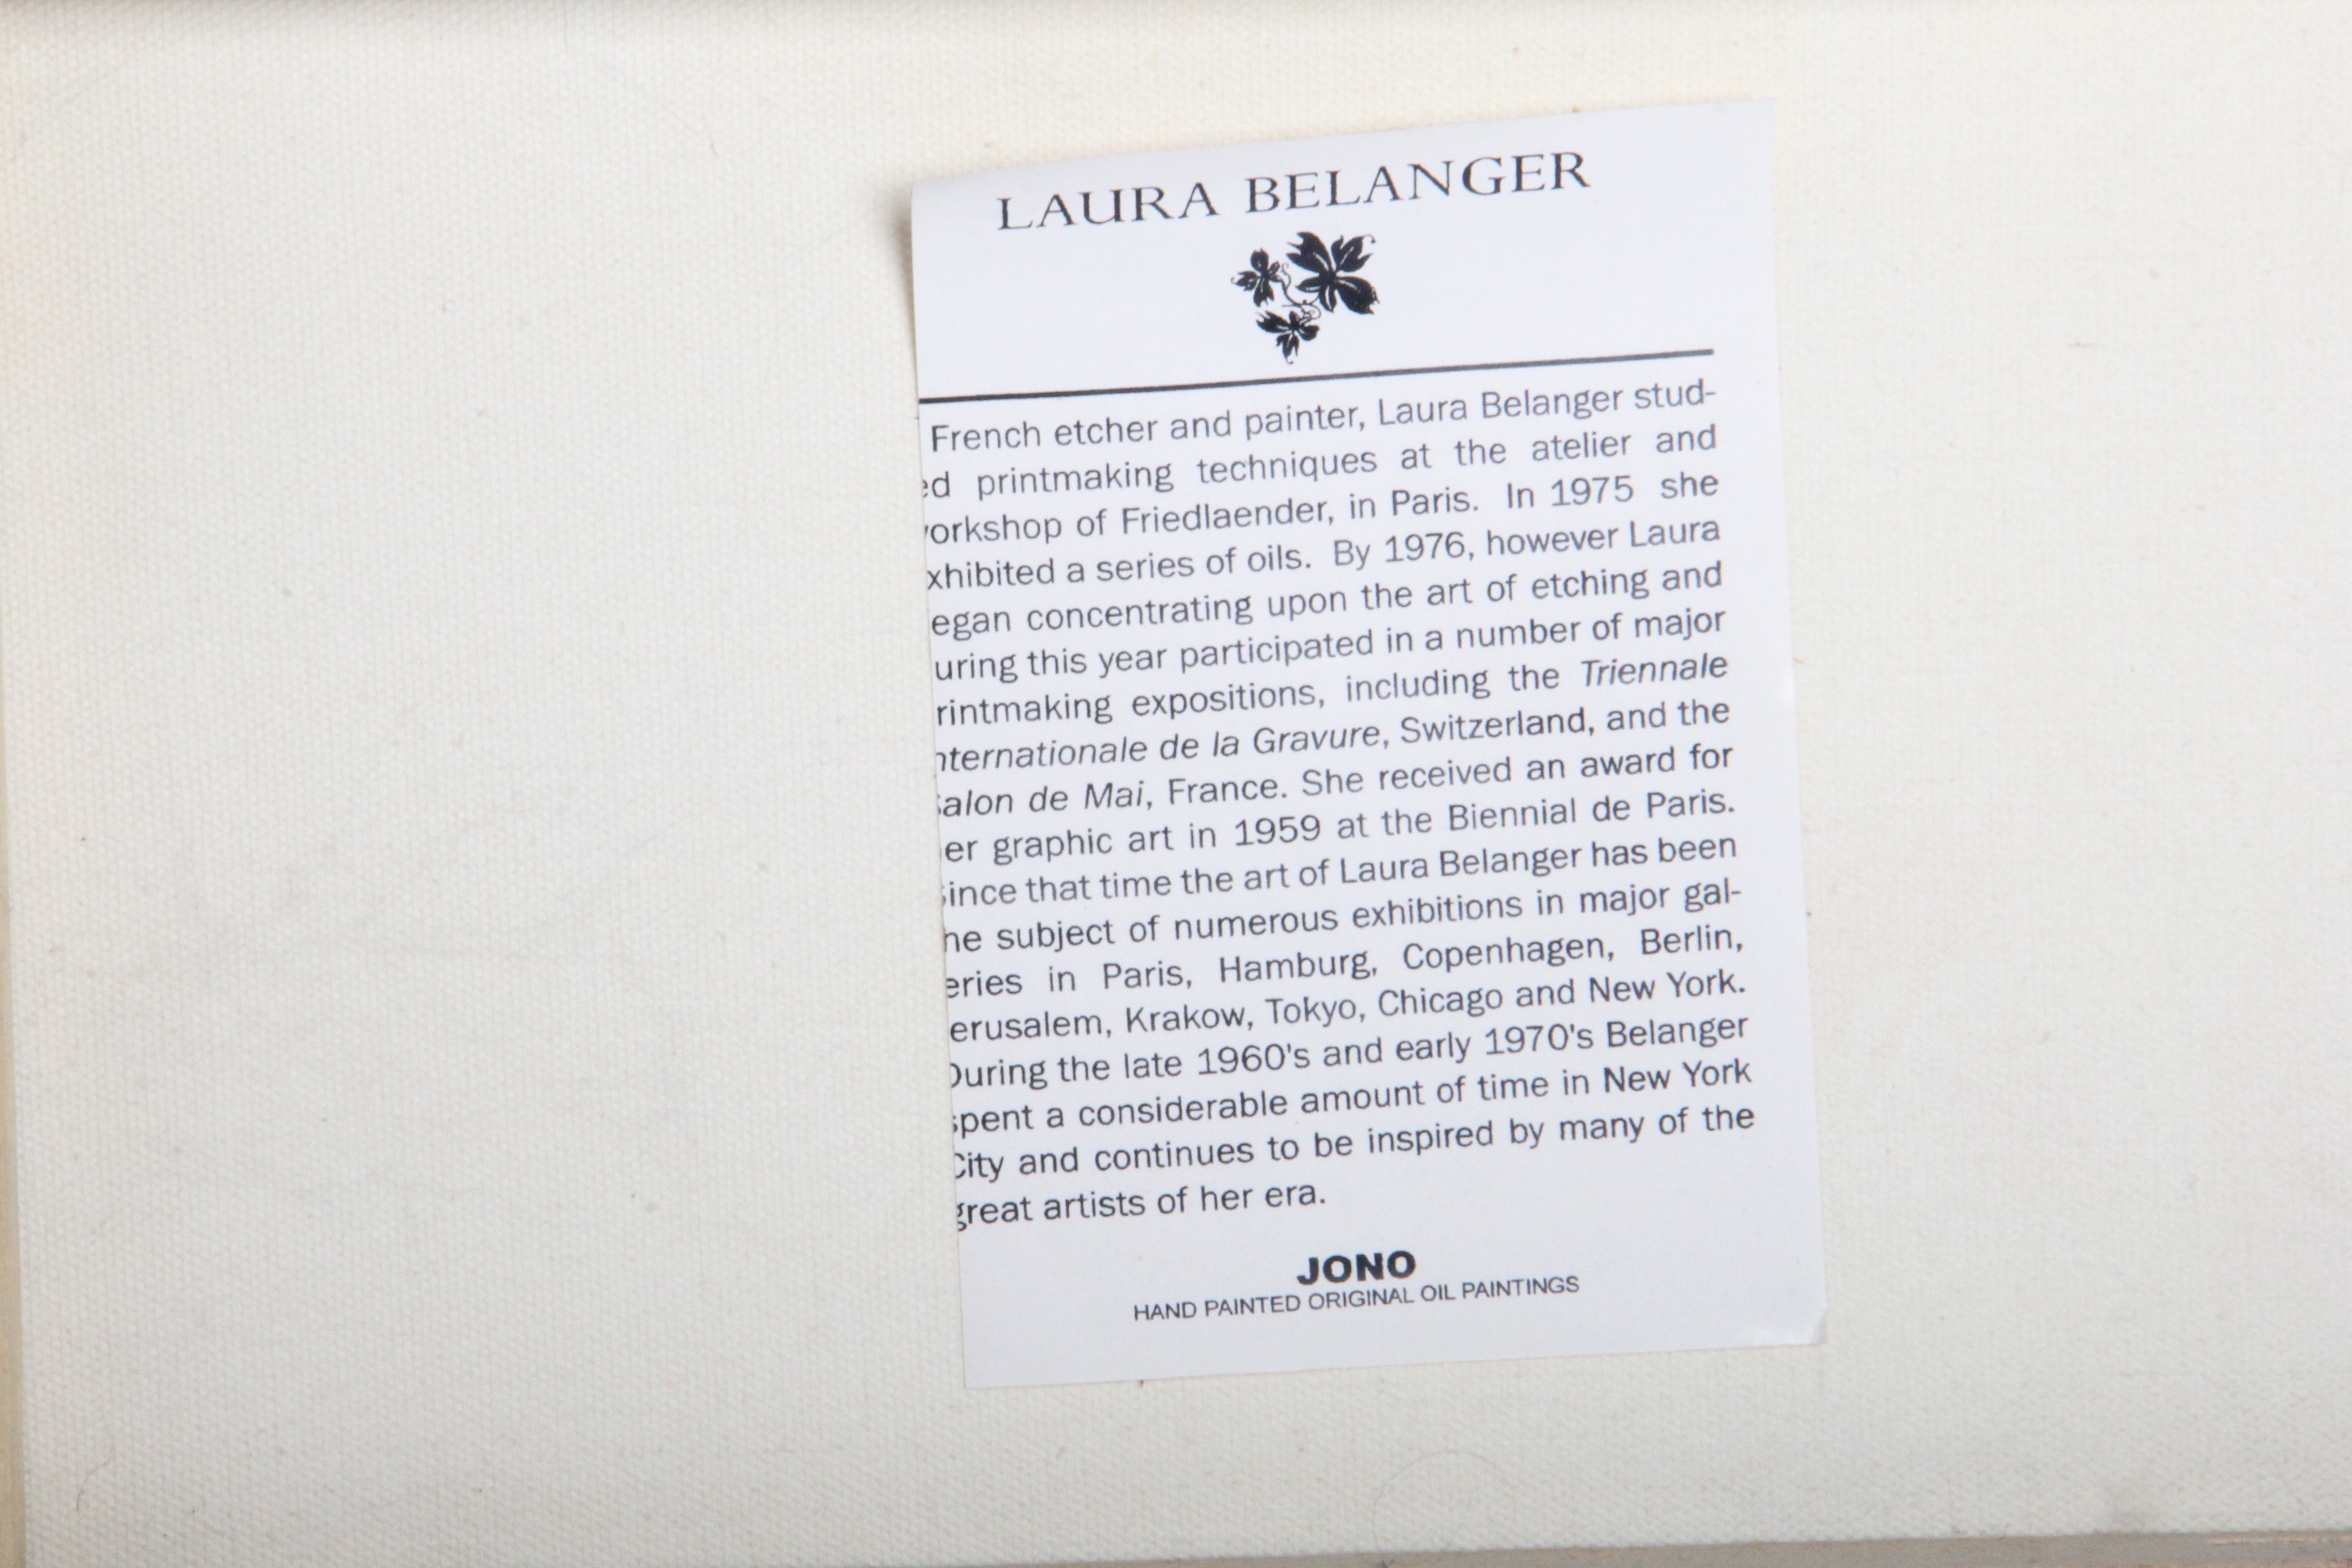 LAURA BELANGER
French etcher and painter, Laura Belanger stud-
ed printmaking techniques at the atelier and
orkshop of Friedlaender, in Paris. In 1975 she
xhibited a series of oils. By 1976, however Laura
egan concentrating upon the art of etching and
uring this year participated in a number of major
rintmaking expositions, including the Triennale
nternationale de la Gravure, Switzerland, and the
Salon de Mai, France. She received an award for
er graphic art in 1959 at the Biennial de Paris.
Since that time the art of Laura Belanger has been
he subject of numerous exhibitions in major gal-
eries in Paris, Hamburg, Copenhagen, Berlin,
erusalem, Krakow, Tokyo, Chicago and New York.
During the late 1960's and early 1970's Belanger
spent a considerable amount of time in New York
City and continues to be inspired by many of the
great artists of her era.
JONO
HAND PAINTED ORIGINAL OIL PAINTINGS